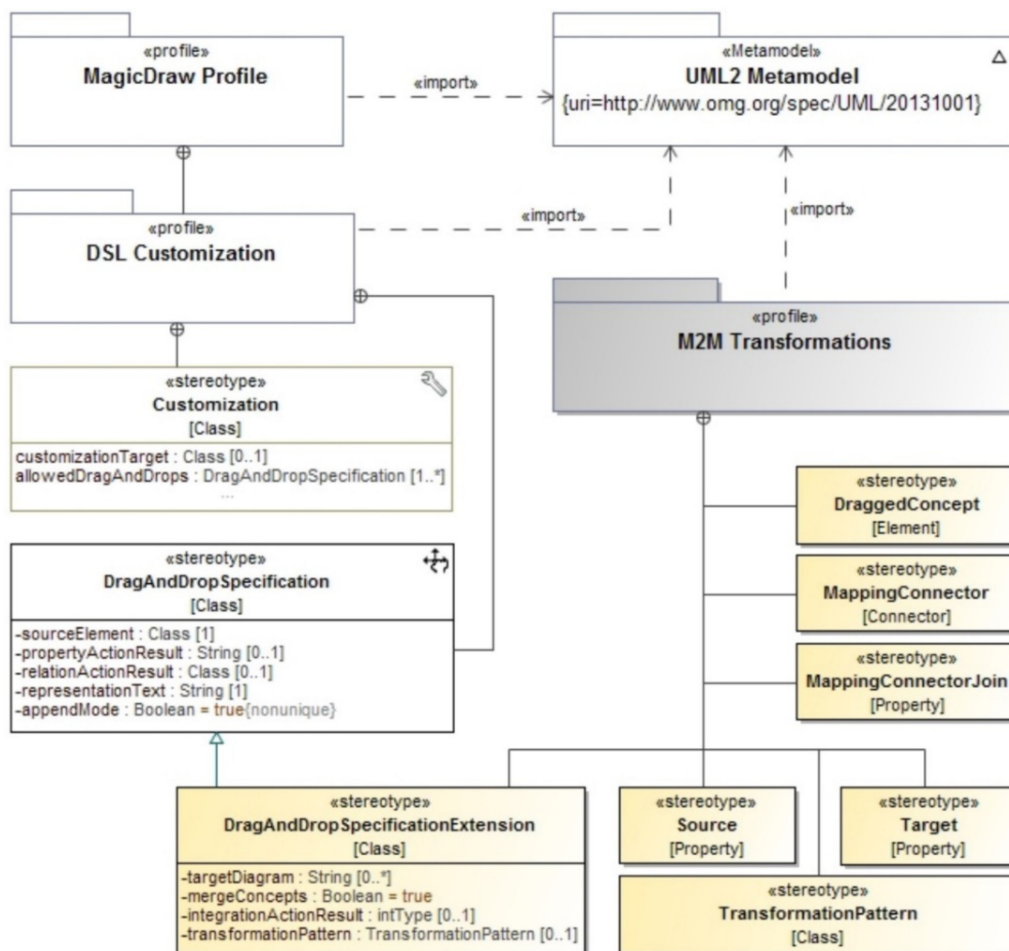 «profile»
MagicDraw Profile
«import»
«Metamodel»
UML2 Metamodel
{uri=http://www.omg.org/spec/UML/20131001}
«profile»
DSL Customization
«import»
«import»
«profile»
M2M Transformations
«stereotype»
Customization
[Class]
customizationTarget : Class [0..1]
allowedDragAndDrops : DragAndDropSpecification [1..*]
...
«stereotype»
DragAndDropSpecification
[Class]
-sourceElement : Class [1]
-propertyActionResult : String [0..1]
-relationActionResult : Class [0..1]
-representationText : String [1]
-appendMode : Boolean = true{nonunique}
«stereotype»
DraggedConcept
[Element]
«stereotype»
MappingConnector
[Connector]
«stereotype»
MappingConnectorJoin
[Property]
«stereotype»
DragAndDropSpecificationExtension
[Class]
-targetDiagram : String [0..*]
-mergeConcepts : Boolean = true
-integrationActionResult : intType [0..1]
-transformationPattern : TransformationPattern [0..1]
«stereotype»
Source
[Property]
«stereotype»
Target
[Property]
«stereotype»
TransformationPattern
[Class]